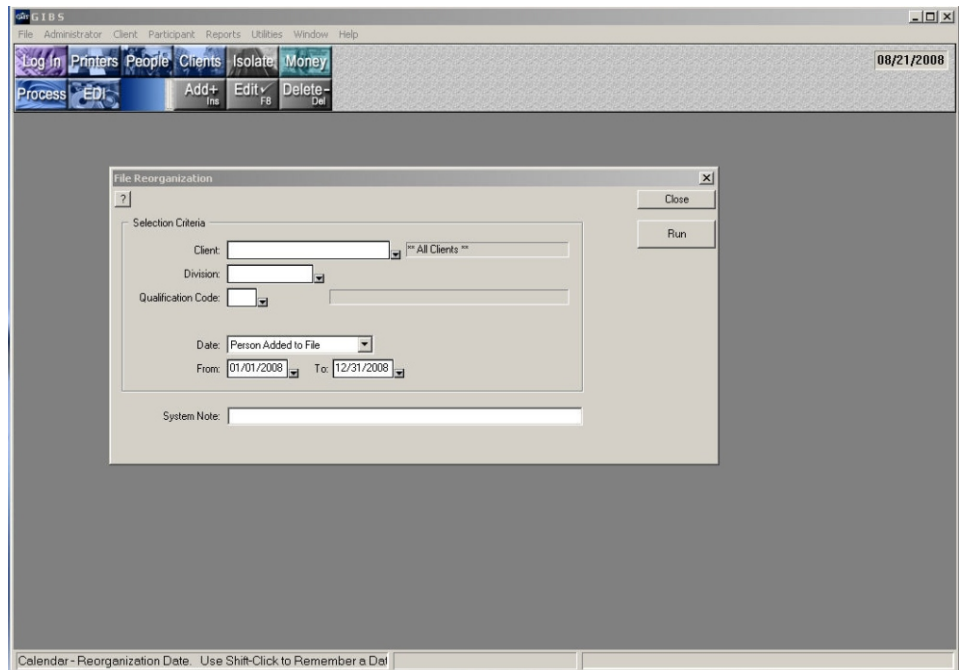 GIBS
File Administrator Client Participant Reports Utilities Window Help
Log In Printers People Clients Isolate Money
08/21/2008
Process EDI Add+ Ins Edit✓ F8 Delete- Del
File Reorganization
?
Close
Selection Criteria
Run
Client: ** All Clients **
Division:
Qualification Code:
Date: Person Added to File
From: 01/01/2008 To: 12/31/2008
System Note:
Calendar - Reorganization Date. Use Shift-Click to Remember a Dat